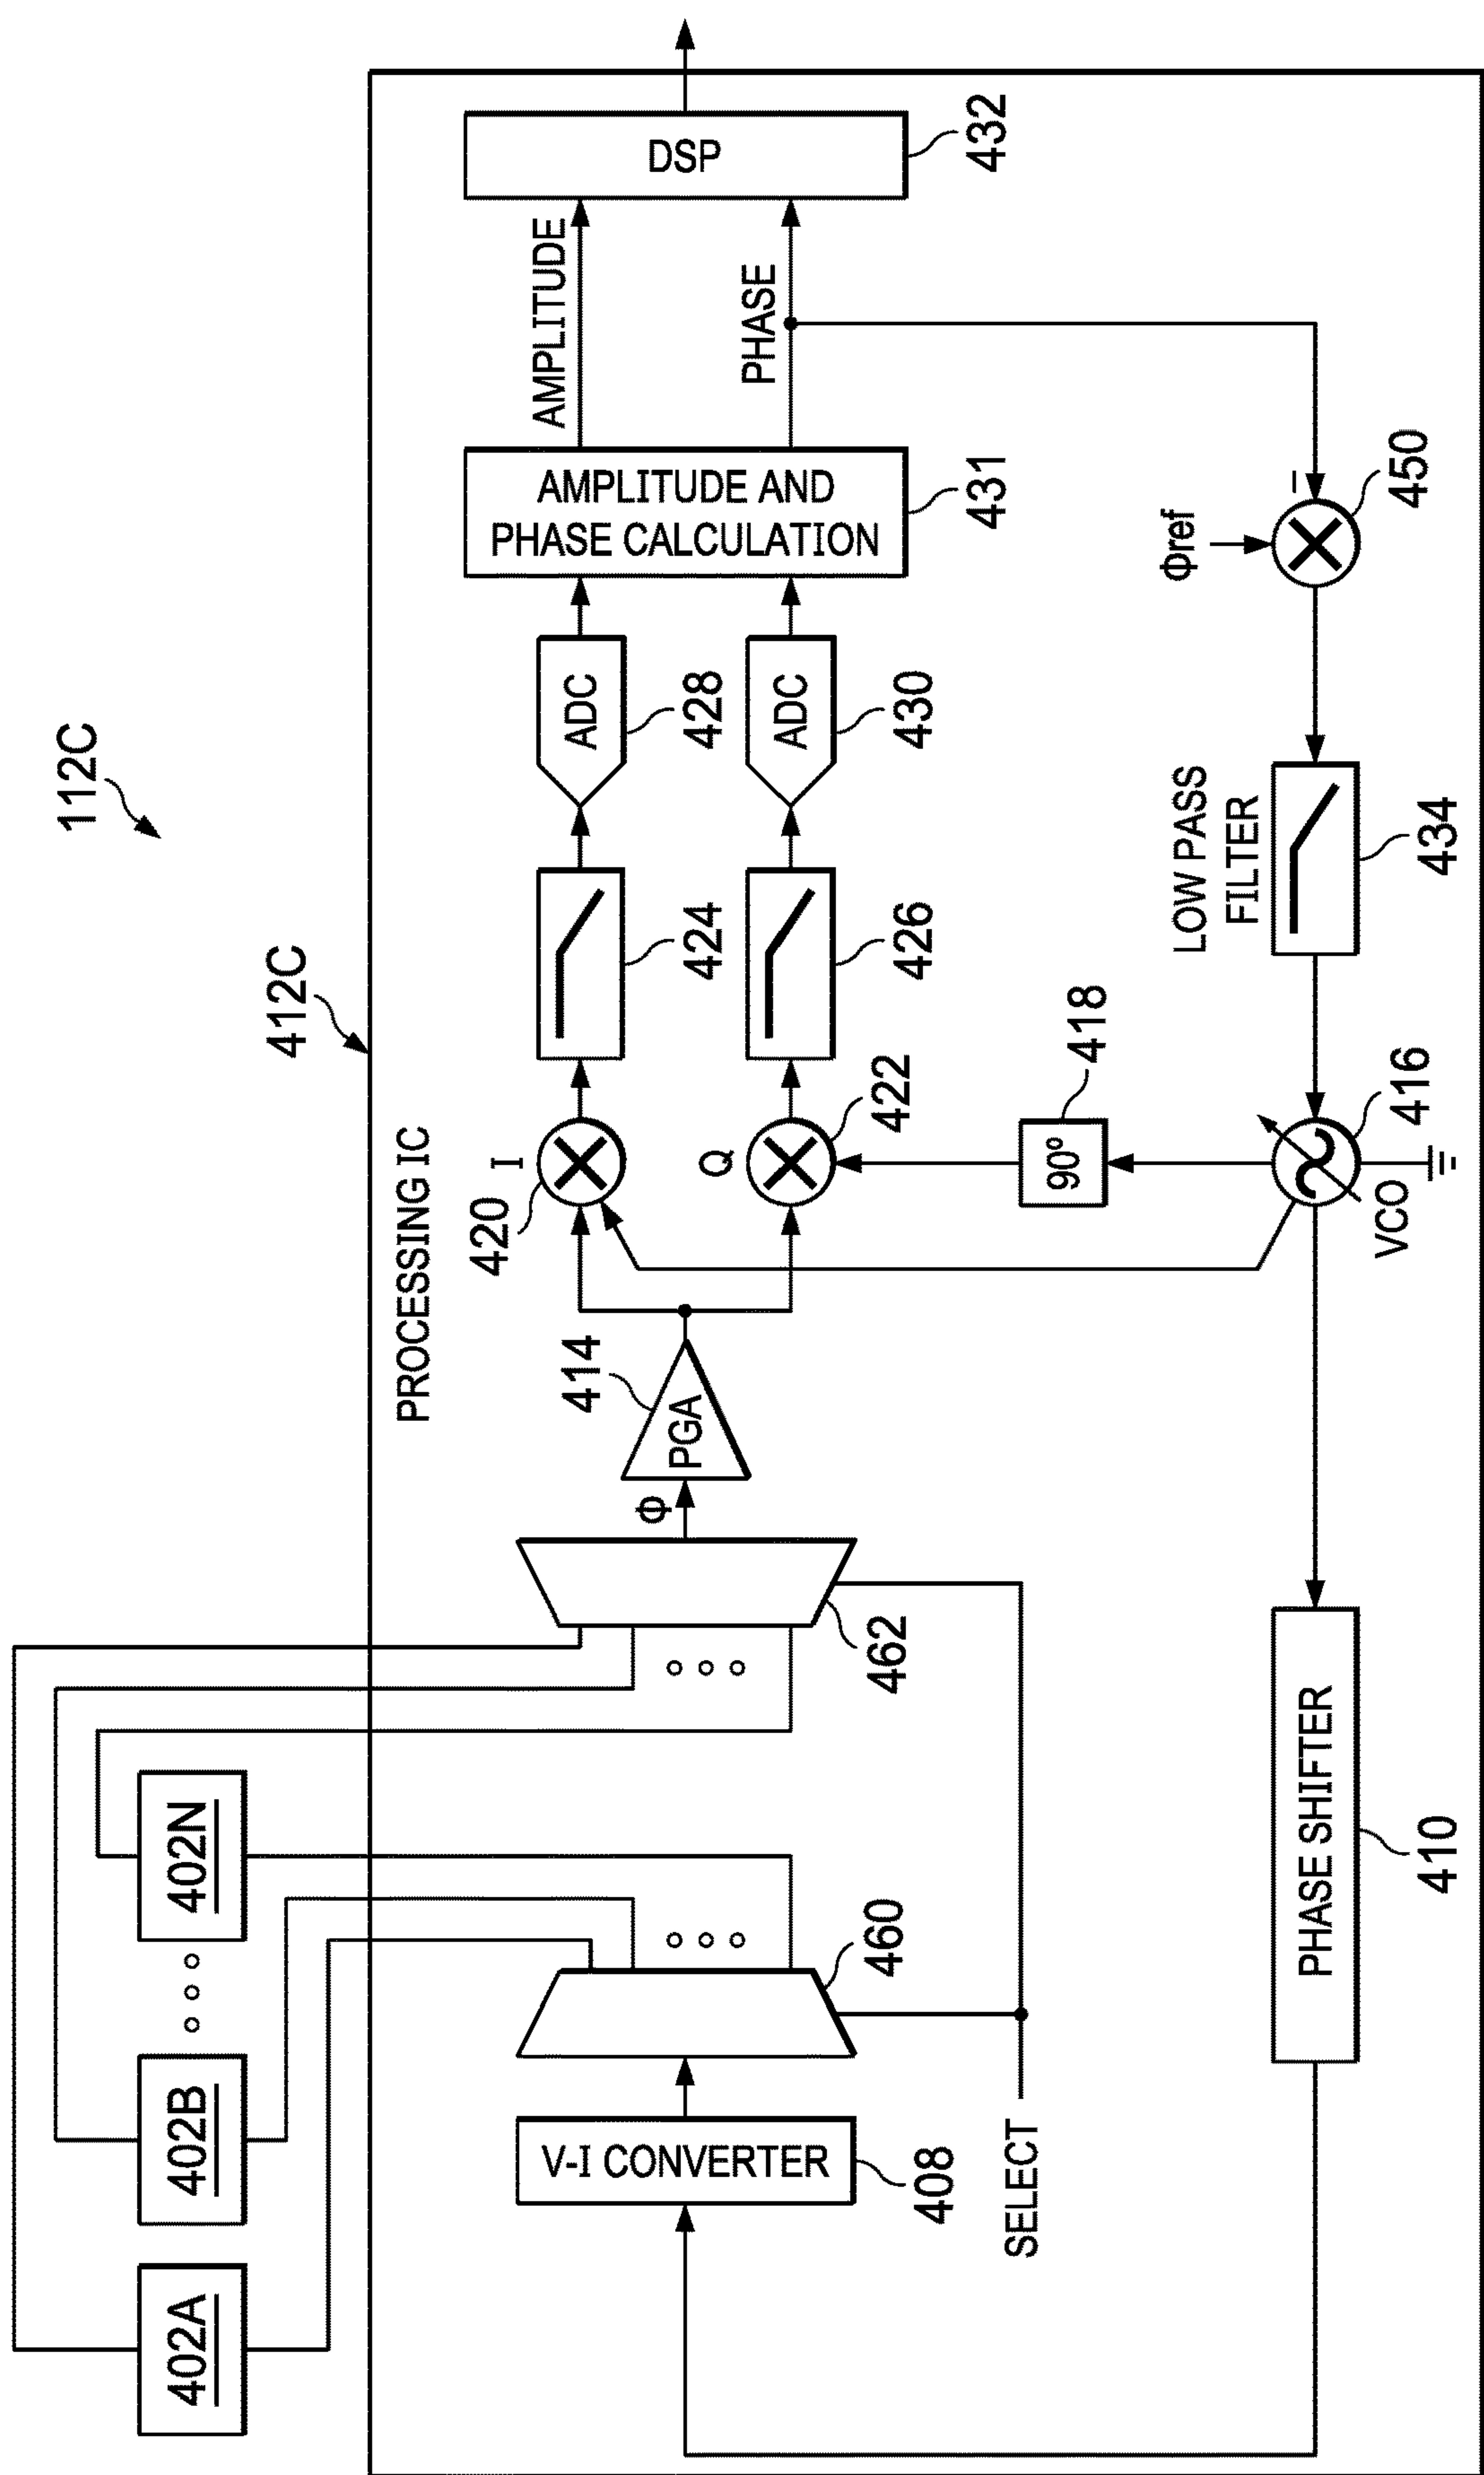 112C
412C
402A
402B
402N
PROCESSING IC
V-I CONVERTER
408
460
SELECT
462
Φ
PGA
414
420
I
Q
422
424
426
ADC
428
ADC
430
AMPLITUDE AND
PHASE CALCULATION
431
AMPLITUDE
PHASE
DSP
432
PHASE SHIFTER
410
90°
418
VCO
416
LOW PASS
FILTER
434
Φref
−
450